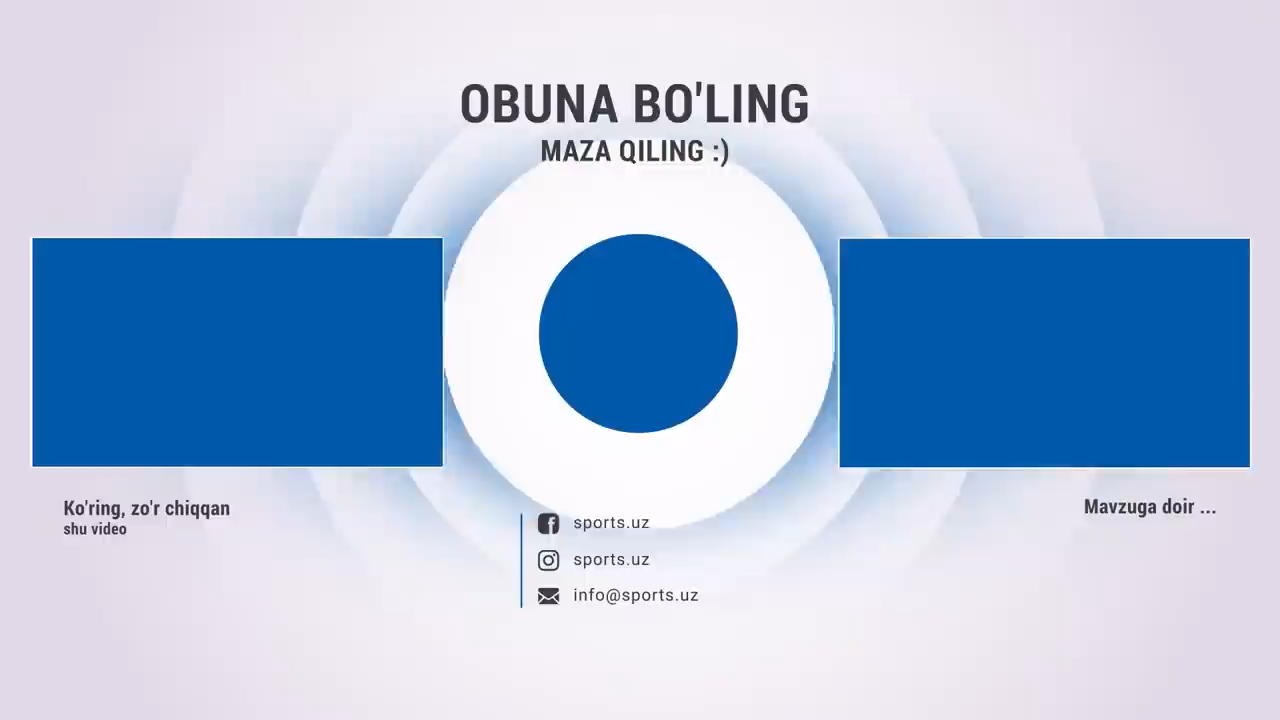 OBUNA BO'LING
MAZA QILING :)
Ko'ring, zo'r chiqqan
shu video
Mavzuga doir ...
sports.uz
sports.uz
info@sports.uz